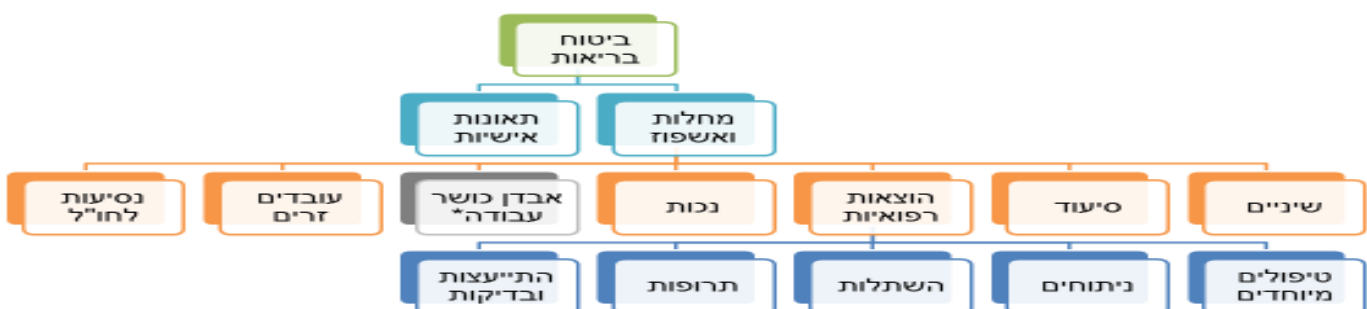 ביטוח
בריאות
מחלות
ואשפוז
תאונות
אישיות
שיניים
סיעוד
הוצאות
רפואיות
נכות
אבדן כושר
עבודה*
עובדים
זרים
נסיעות
לחו"ל
טיפולים
מיוחדים
ניתוחים
השתלות
תרופות
התייעצות
ובדיקות